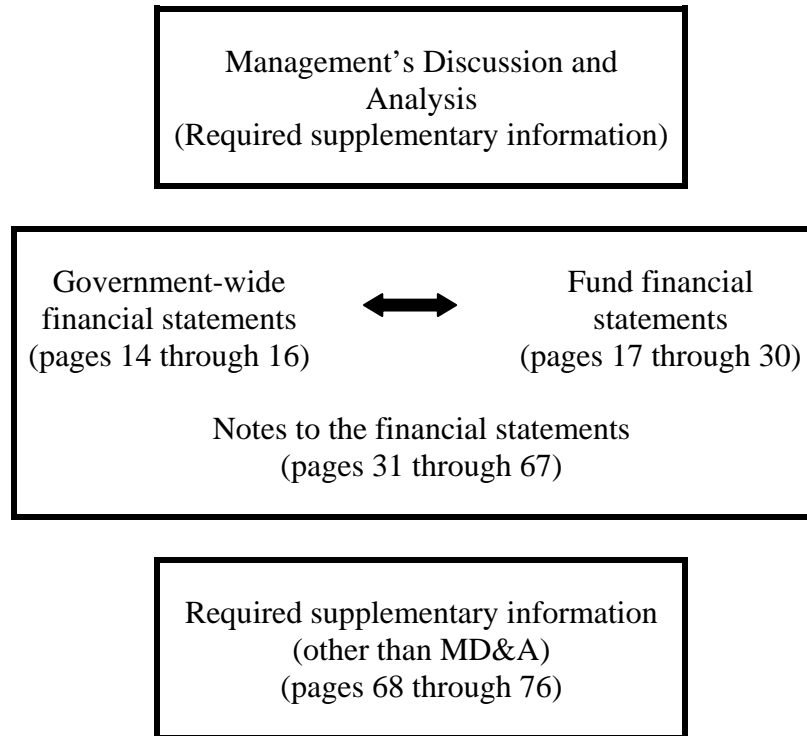 Management’s Discussion and
Analysis
(Required supplementary information)
Government-wide
financial statements
(pages 14 through 16)
Fund financial
statements
(pages 17 through 30)
Notes to the financial statements
(pages 31 through 67)
Required supplementary information
(other than MD&A)
(pages 68 through 76)